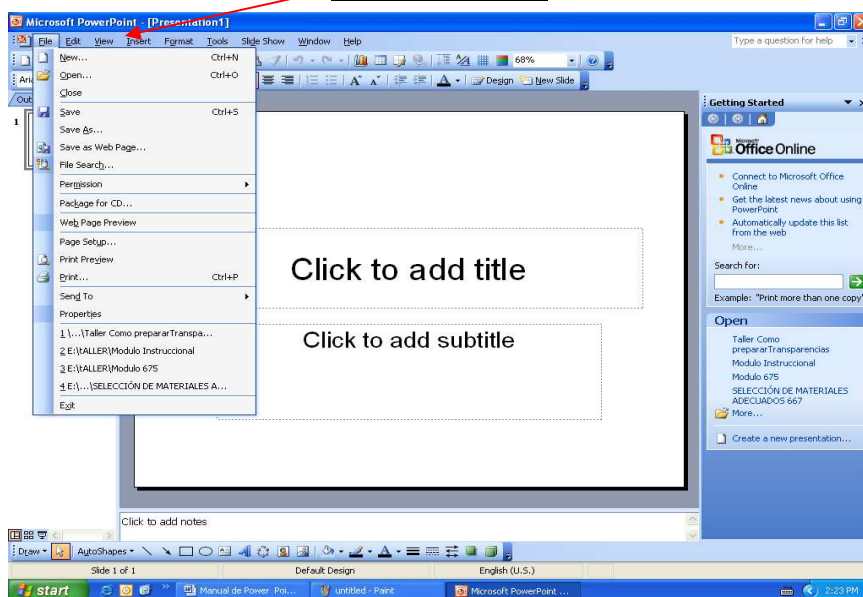 Microsoft PowerPoint - [Presentation1]
File Edit View Insert Format Tools Slide Show Window Help
Type a question for help
68%
Design New Slide
New... Ctrl+N
Open... Ctrl+O
Close
Save Ctrl+S
Save As...
Save as Web Page...
File Search...
Permission
Package for CD...
Web Page Preview
Page Setup...
Print Preview
Print... Ctrl+P
Send To
Properties
1 \...\Taller Como prepararTranspa...
2 E:\tALLER\Modulo Instruccional
3 E:\tALLER\Modulo 675
4 E:\...\SELECCIÓN DE MATERIALES A...
Exit
1
Click to add title
Click to add subtitle
Click to add notes
Getting Started
Microsoft
Office Online
Connect to Microsoft Office
Online
Get the latest news about using
PowerPoint
Automatically update this list
from the web
More...
Search for:
Example: "Print more than one copy"
Open
Taller Como
prepararTransparencias
Modulo Instruccional
Modulo 675
SELECCIÓN DE MATERIALES
ADECUADOS 667
More...
Create a new presentation...
Draw AutoShapes
Slide 1 of 1 Default Design English (U.S.)
start Manual de Power Poi... untitled - Paint Microsoft PowerPoint ... 2:23 PM